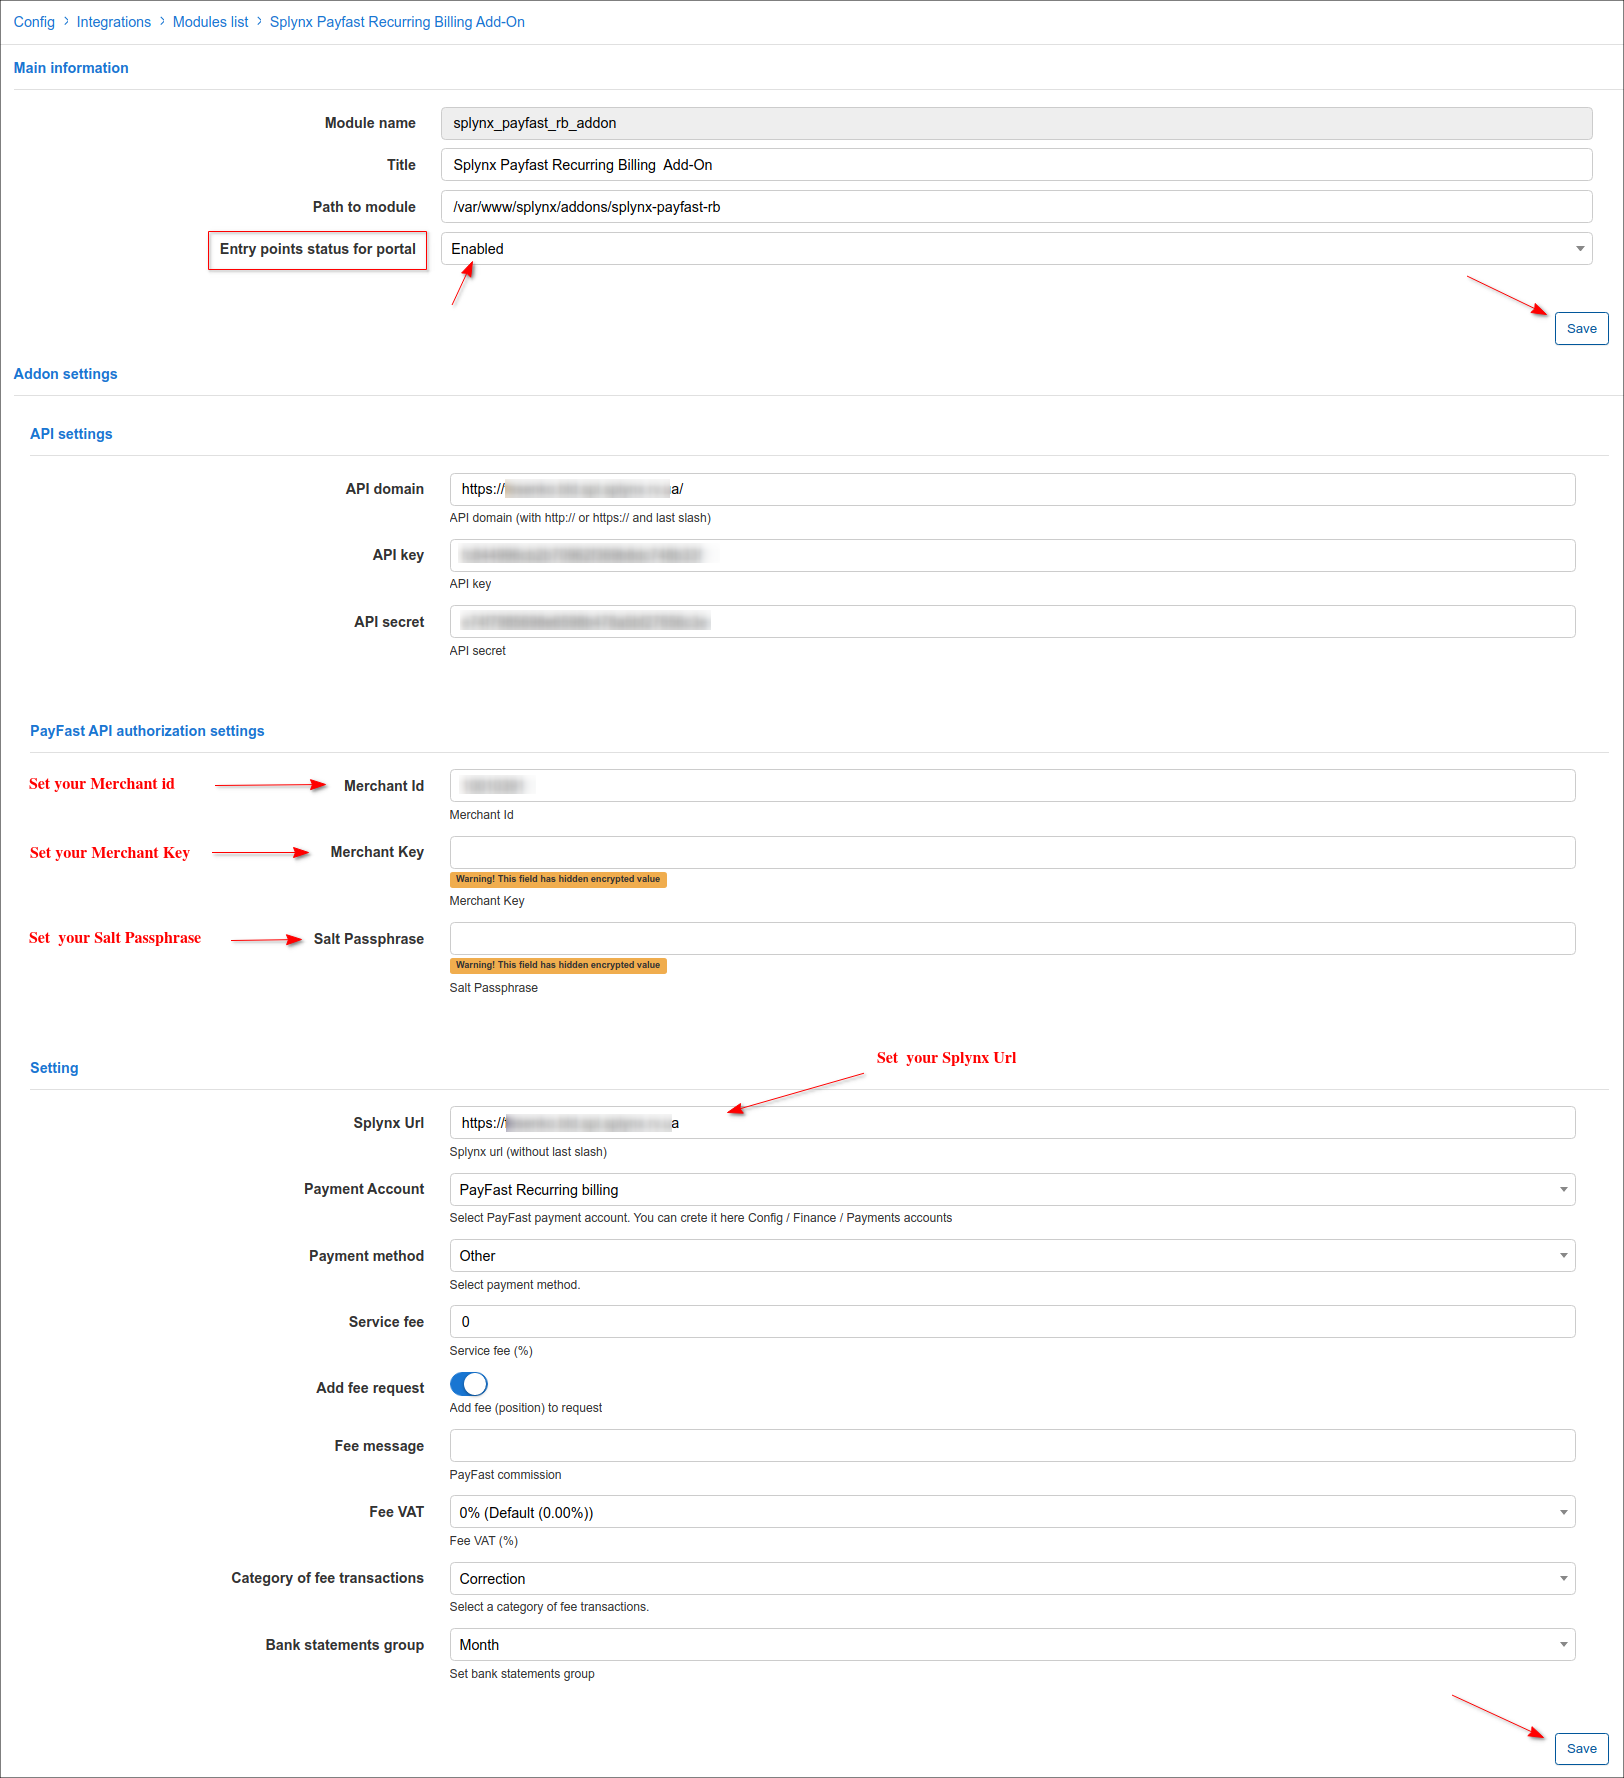 Config > Integrations > Modules list > Splynx Payfast Recurring Billing Add-On
Main information
Module name splynx_payfast_rb_addon
Title Splynx Payfast Recurring Billing  Add-On
Path to module /var/www/splynx/addons/splynx-payfast-rb
Entry points status for portal Enabled
Save
Addon settings
API settings
API domain https:// a/
API domain (with http:// or https:// and last slash)
API key
API key
API secret
API secret
PayFast API authorization settings
Set your Merchant id Merchant Id
Merchant Id
Set your Merchant Key Merchant Key
Warning! This field has hidden encrypted value
Merchant Key
Set  your Salt Passphrase Salt Passphrase
Warning! This field has hidden encrypted value
Salt Passphrase
Set  your Splynx Url
Setting
Splynx Url https:// a
Splynx url (without last slash)
Payment Account PayFast Recurring billing
Select PayFast payment account. You can crete it here Config / Finance / Payments accounts
Payment method Other
Select payment method.
Service fee 0
Service fee (%)
Add fee request
Add fee (position) to request
Fee message
PayFast commission
Fee VAT 0% (Default (0.00%))
Fee VAT (%)
Category of fee transactions Correction
Select a category of fee transactions.
Bank statements group Month
Set bank statements group
Save